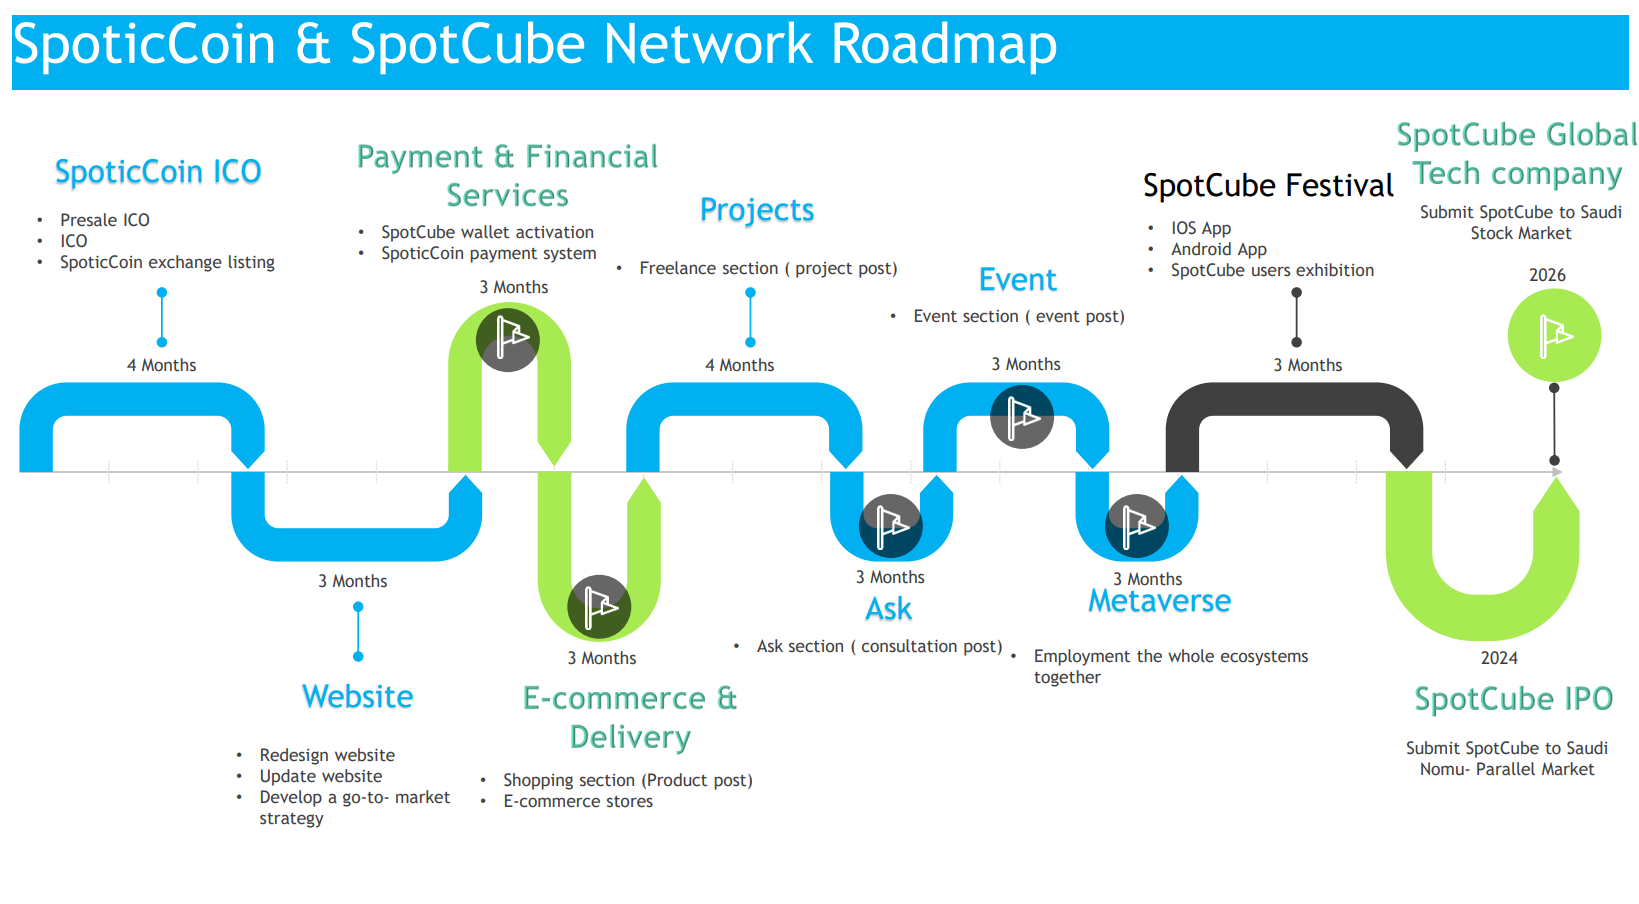 SpoticCoin & SpotCube Network Roadmap
SpoticCoin ICO
• Presale ICO
• ICO
• SpoticCoin exchange listing
4 Months
3 Months
Website
• Redesign website
• Update website
• Develop a go-to- market
strategy
Payment & Financial
Services
• SpotCube wallet activation
• SpoticCoin payment system
3 Months
3 Months
E-commerce &
Delivery
• Shopping section (Product post)
• E-commerce stores
Projects
• Freelance section ( project post)
4 Months
3 Months
Ask
• Ask section ( consultation post)
Event
• Event section ( event post)
3 Months
3 Months
Metaverse
• Employment the whole ecosystems
together
SpotCube Festival
• IOS App
• Android App
• SpotCube users exhibition
3 Months
2024
SpotCube IPO
Submit SpotCube to Saudi
Nomu- Parallel Market
SpotCube Global
Tech company
Submit SpotCube to Saudi
Stock Market
2026